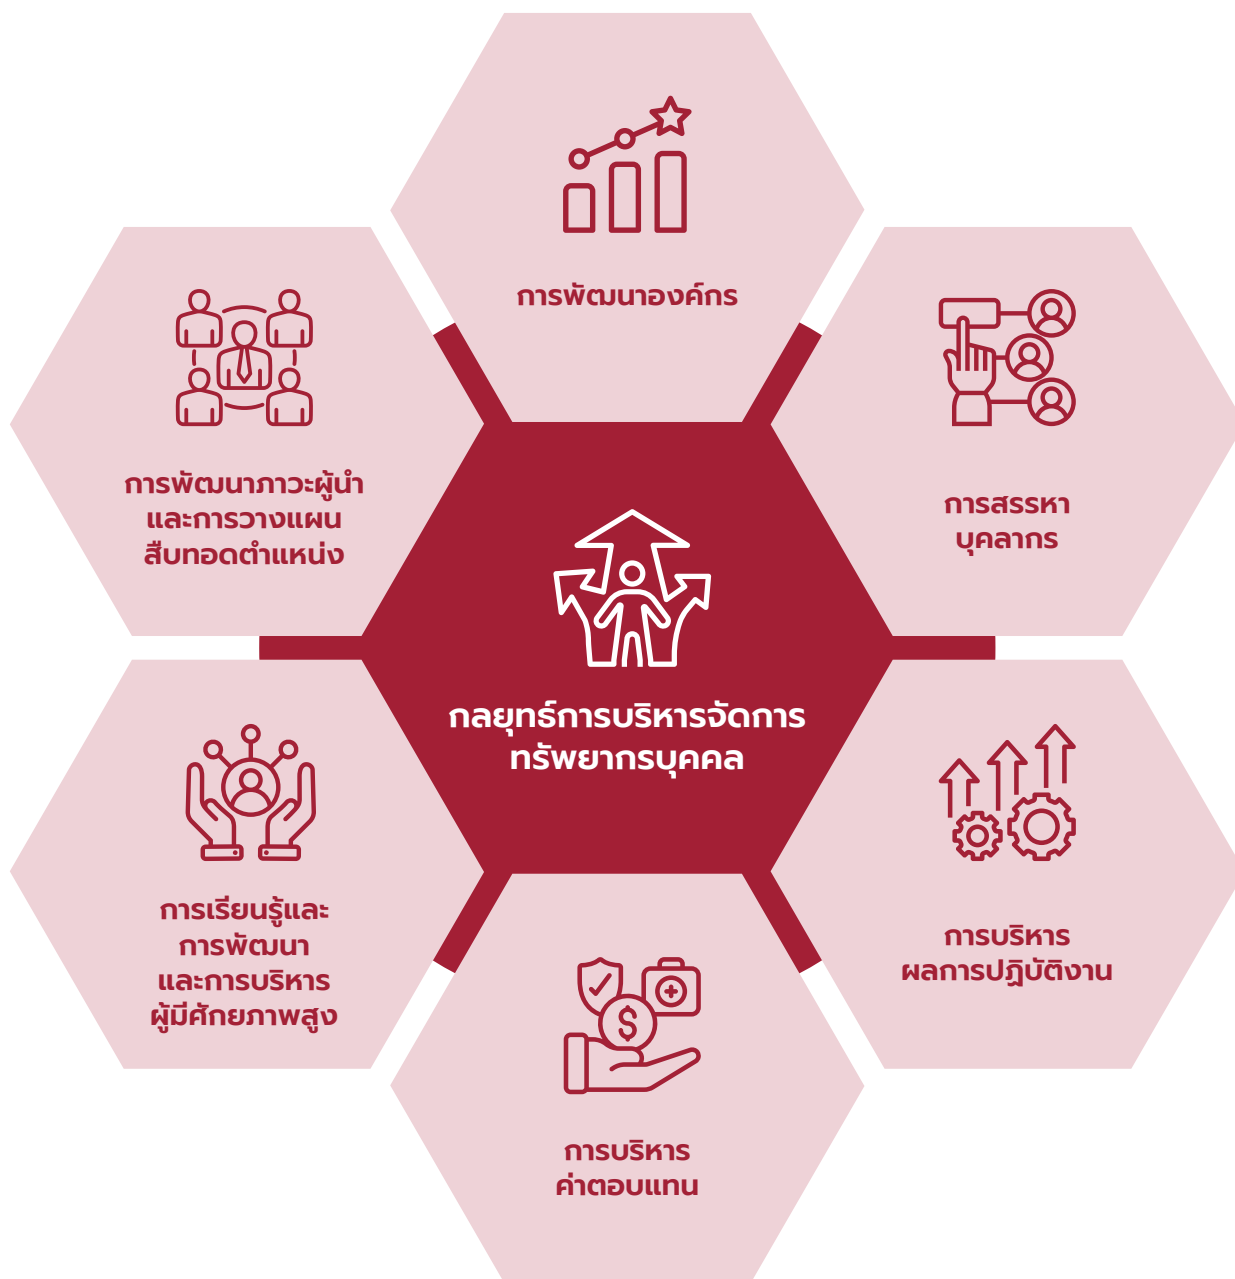 การพัฒนาองค์กร
การพัฒนาภาวะผู้นำ
และการวางแผน
สืบทอดตำแหน่ง
การสรรหา
บุคลากร
กลยุทธ์การบริหารจัดการ
ทรัพยากรบุคคล
การเรียนรู้และ
การพัฒนา
และการบริหาร
ผู้มีศักยภาพสูง
การบริหาร
ผลการปฏิบัติงาน
การบริหาร
ค่าตอบแทน